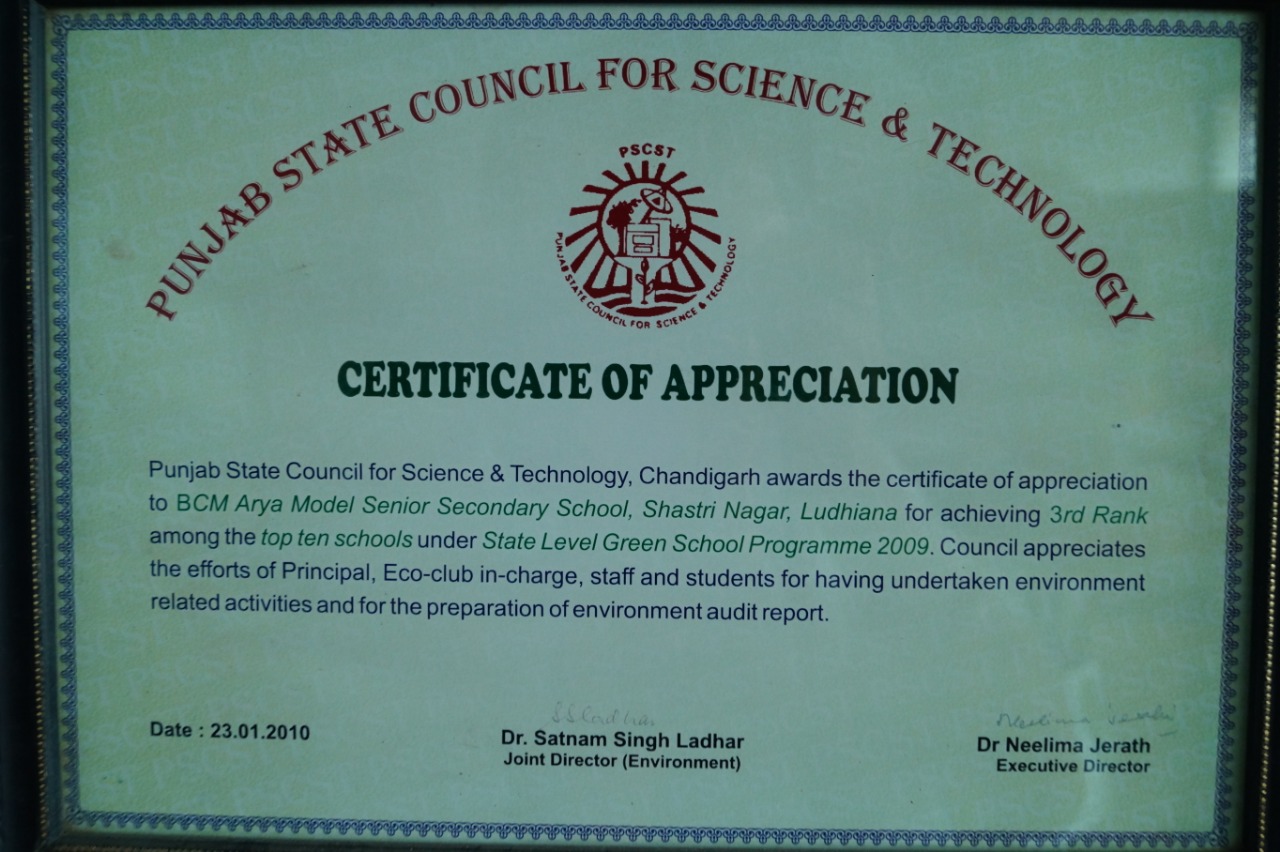 PUNJAB STATE COUNCIL FOR SCIENCE & TECHNOLOGY
PSCST
PUNJAB STATE COUNCIL FOR SCIENCE & TECHNOLOGY
CERTIFICATE OF APPRECIATION
Punjab State Council for Science & Technology, Chandigarh awards the certificate of appreciation
to BCM Arya Model Senior Secondary School, Shastri Nagar, Ludhiana for achieving 3rd Rank
among the top ten schools under State Level Green School Programme 2009. Council appreciates
the efforts of Principal, Eco-club in-charge, staff and students for having undertaken environment
related activities and for the preparation of environment audit report.
Date : 23.01.2010
SSLadhar
Dr. Satnam Singh Ladhar
Joint Director (Environment)
Neelima Jerath
Dr Neelima Jerath
Executive Director